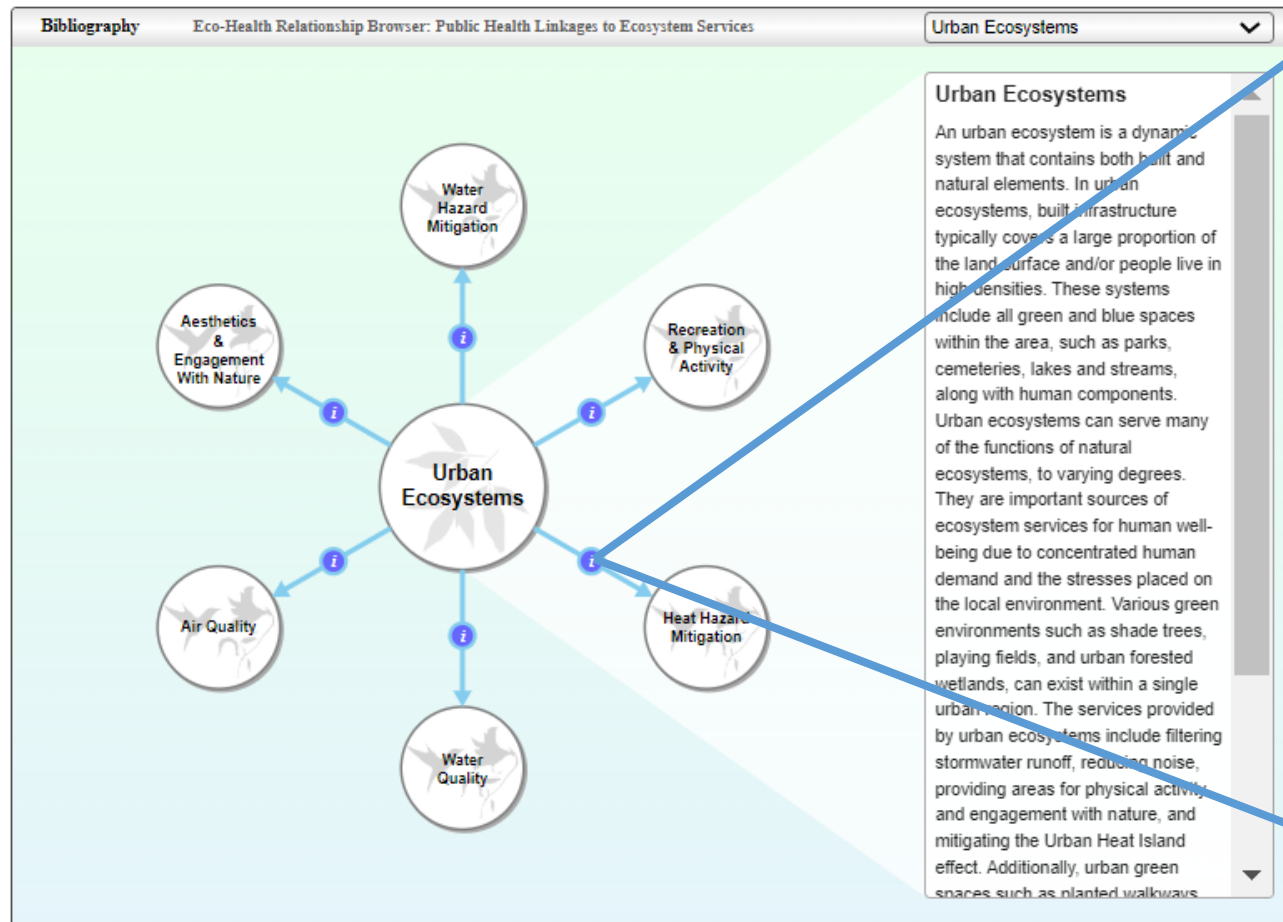 Bibliography
Eco-Health Relationship Browser: Public Health Linkages to Ecosystem Services
Urban Ecosystems
Water
Hazard
Mitigation
Aesthetics
&
Engagement
With Nature
Recreation
& Physical
Activity
Urban
Ecosystems
Air Quality
Heat Hazard
Mitigation
Water
Quality
i
i
i
i
i
i
Urban Ecosystems
An urban ecosystem is a dynamic
system that contains both built and
natural elements. In urban
ecosystems, built infrastructure
typically covers a large proportion of
the land surface and/or people live in
high densities. These systems
include all green and blue spaces
within the area, such as parks,
cemeteries, lakes and streams,
along with human components.
Urban ecosystems can serve many
of the functions of natural
ecosystems, to varying degrees.
They are important sources of
ecosystem services for human well-
being due to concentrated human
demand and the stresses placed on
the local environment. Various green
environments such as shade trees,
playing fields, and urban forested
wetlands, can exist within a single
urban region. The services provided
by urban ecosystems include filtering
stormwater runoff, reducing noise,
providing areas for physical activity
and engagement with nature, and
mitigating the Urban Heat Island
effect. Additionally, urban green
spaces such as planted walkways